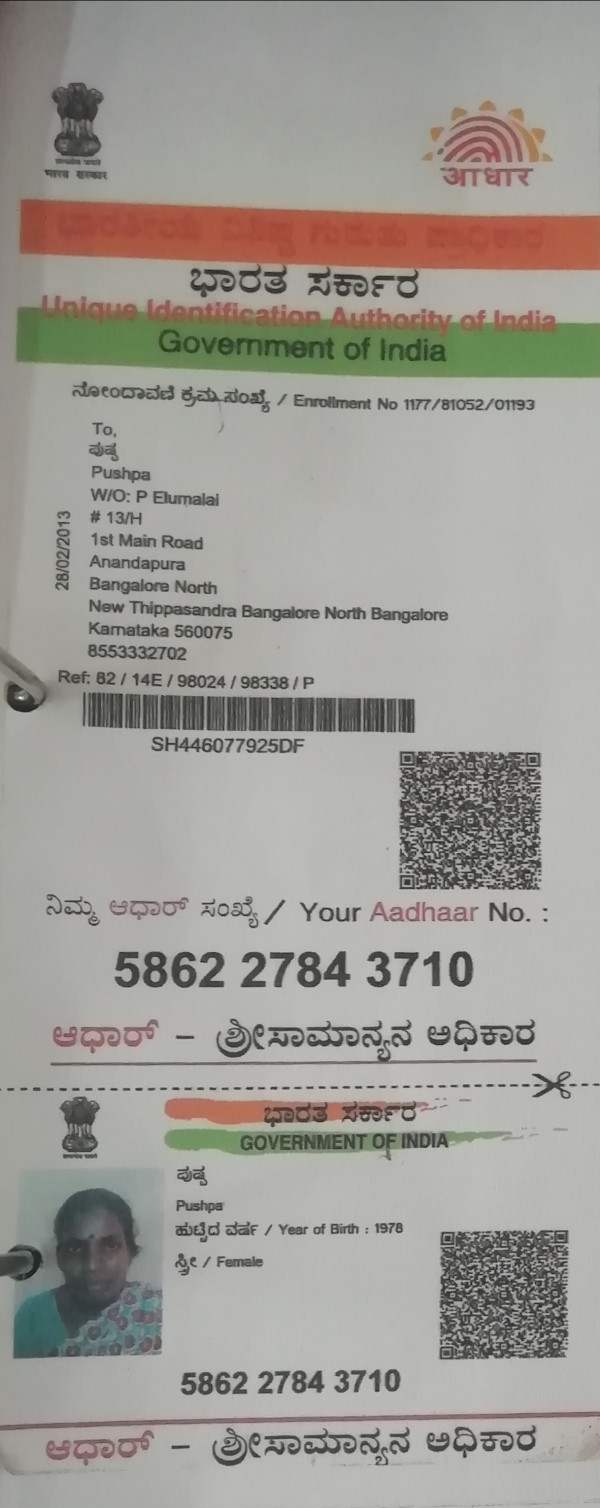 भारत सरकार
आधार
ಭಾರತೀಯ ವಿಶಿಷ್ಟ ಗುರುತು ಪ್ರಾಧಿಕಾರ
ಭಾರತ ಸರ್ಕಾರ
Unique Identification Authority of India
Government of India
ನೋಂದಾವಣೆ ಕ್ರಮ ಸಂಖ್ಯೆ / Enrollment No 1177/81052/01193
To,
ಪುಷ್ಪ
Pushpa
W/O: P Elumalai
# 13/H
1st Main Road
Anandapura
Bangalore North
New Thippasandra Bangalore North Bangalore
Karnataka 560075
8553332702
28/02/2013
Ref: 82 / 14E / 98024 / 98338 / P
SH446077925DF
ನಿಮ್ಮ ಆಧಾರ್ ಸಂಖ್ಯೆ / Your Aadhaar No. :
5862 2784 3710
ಆಧಾರ್ – ಶ್ರೀಸಾಮಾನ್ಯನ ಅಧಿಕಾರ
ಭಾರತ ಸರ್ಕಾರ
GOVERNMENT OF INDIA
ಪುಷ್ಪ
Pushpa
ಹುಟ್ಟಿದ ವರ್ಷ / Year of Birth : 1978
ಸ್ತ್ರೀ / Female
5862 2784 3710
ಆಧಾರ್ – ಶ್ರೀಸಾಮಾನ್ಯನ ಅಧಿಕಾರ